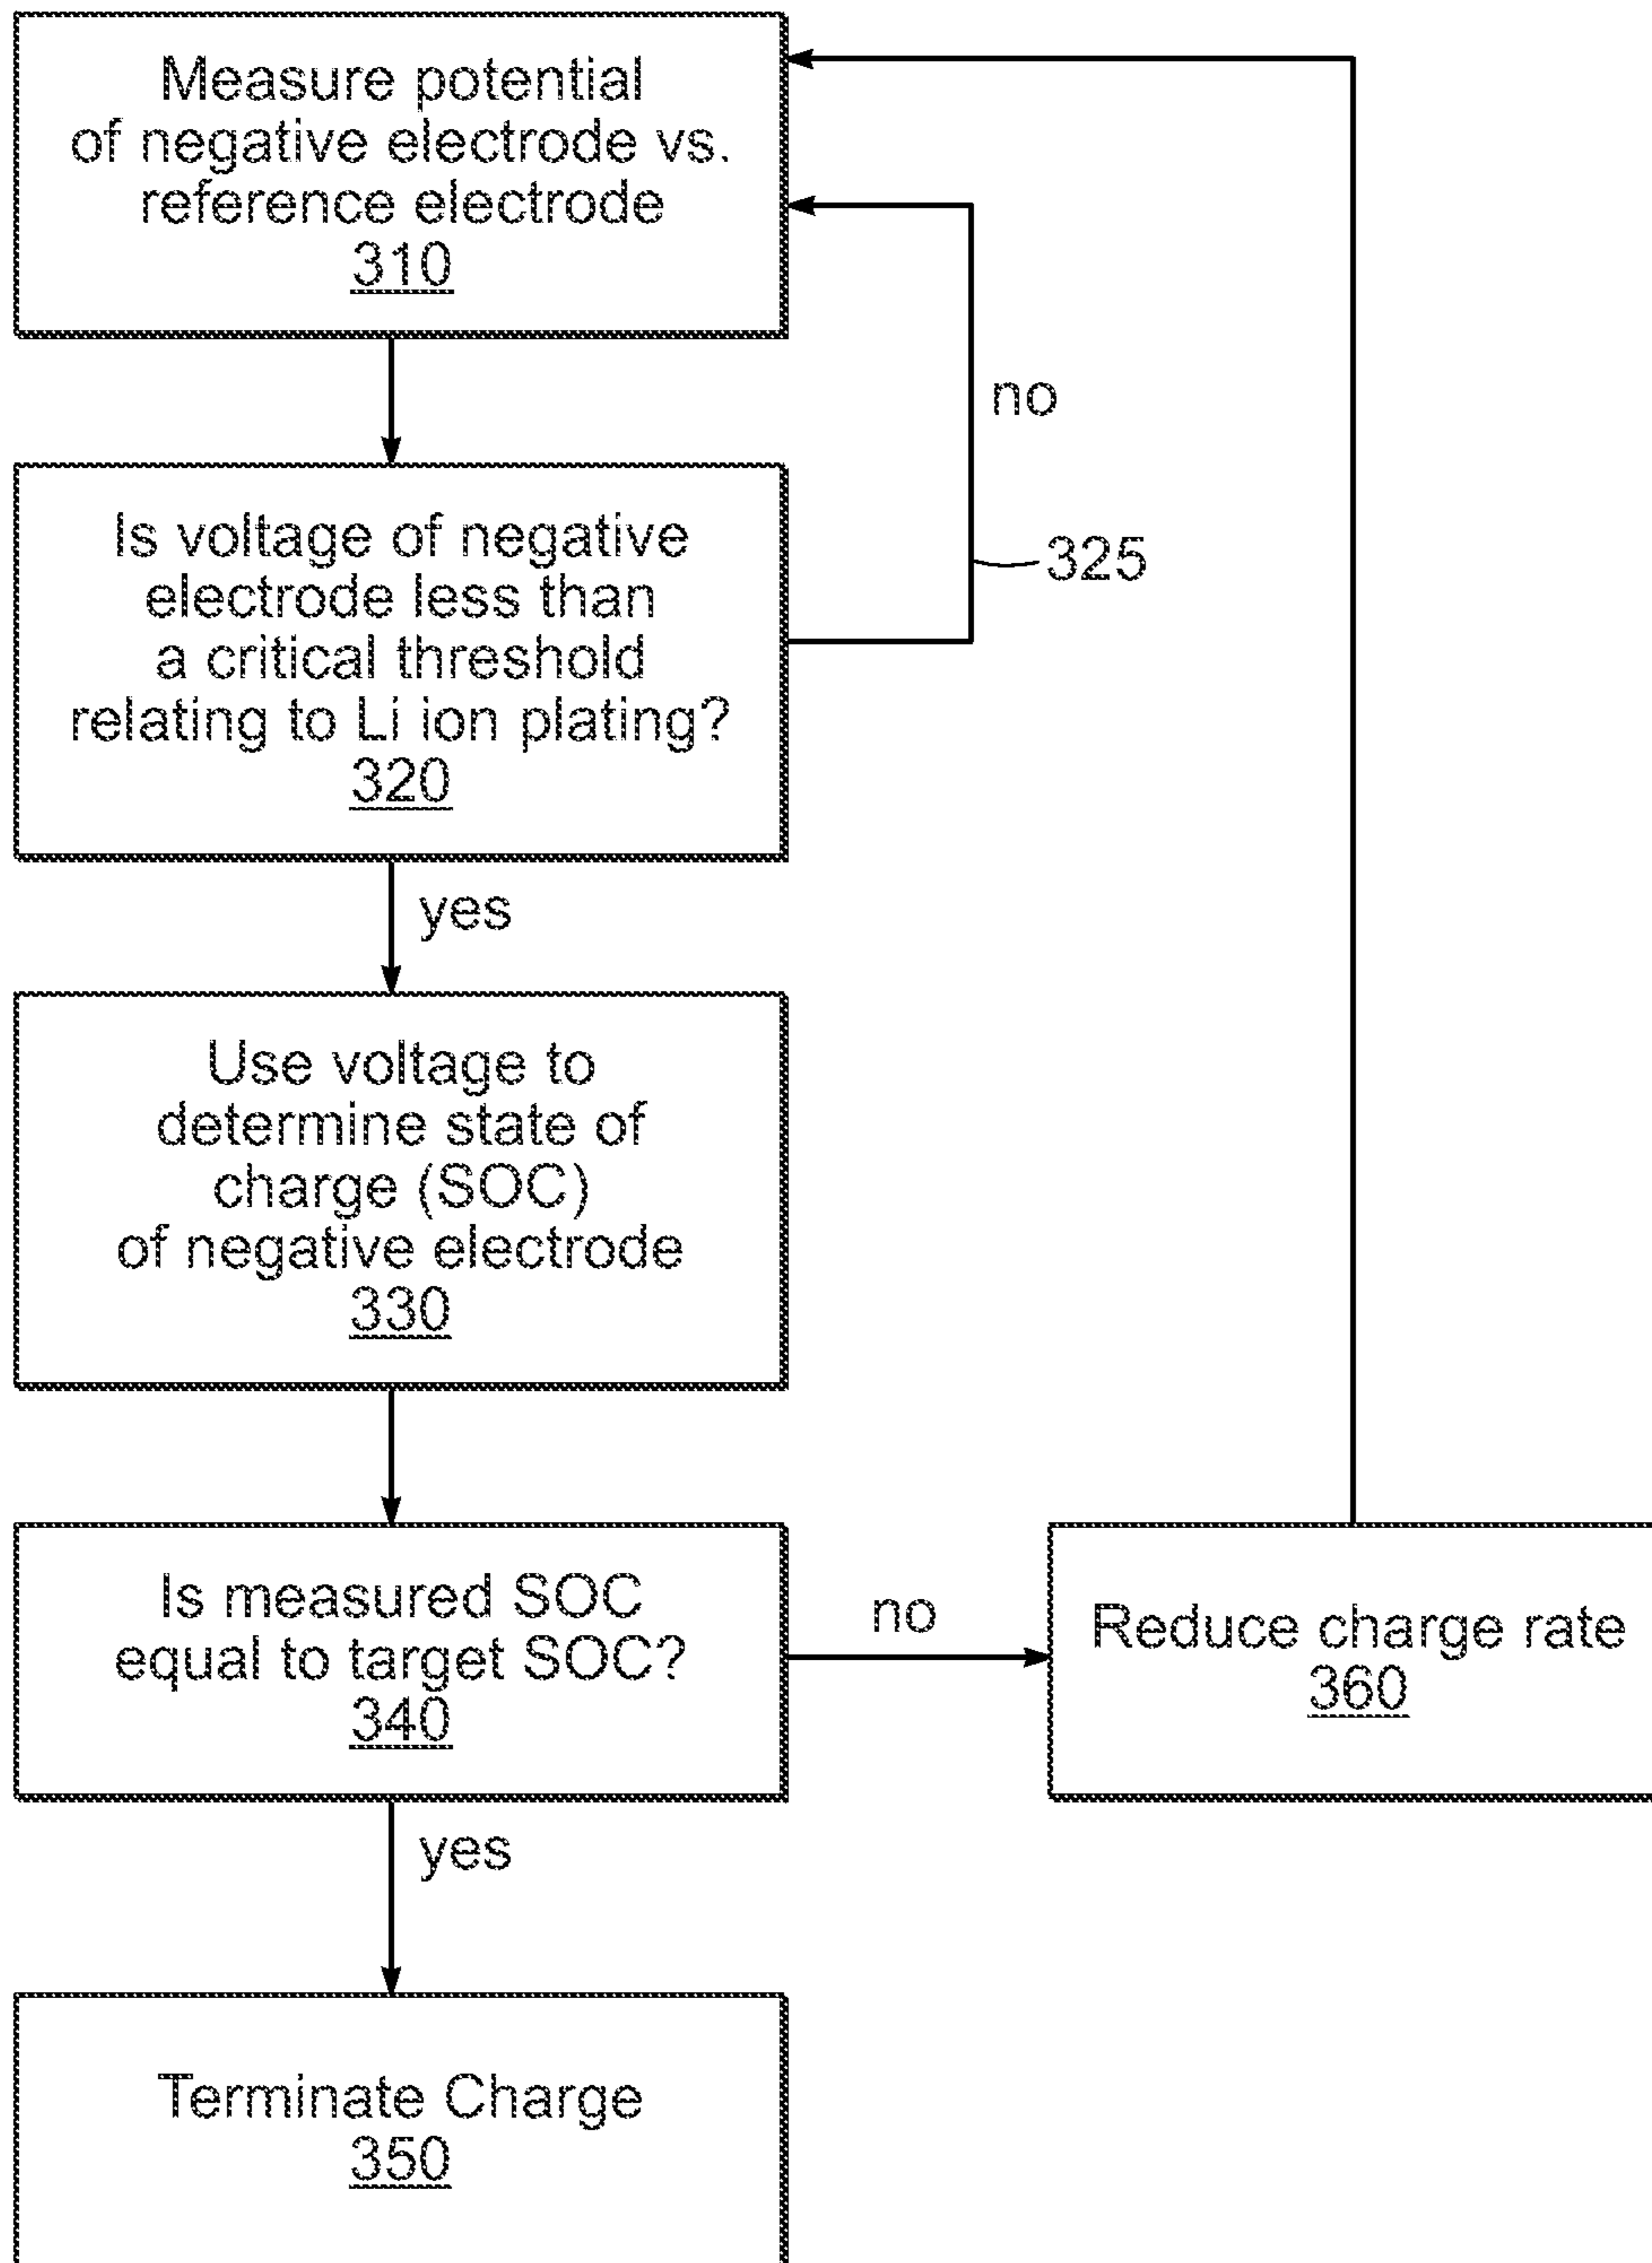 Measure potential
of negative electrode vs.
reference electrode
310
no
Is voltage of negative
electrode less than
a critical threshold
relating to Li ion plating?
320
325
yes
Use voltage to
determine state of
charge (SOC)
of negative electrode
330
Is measured SOC
equal to target SOC?
340
no
Reduce charge rate
360
yes
Terminate Charge
350